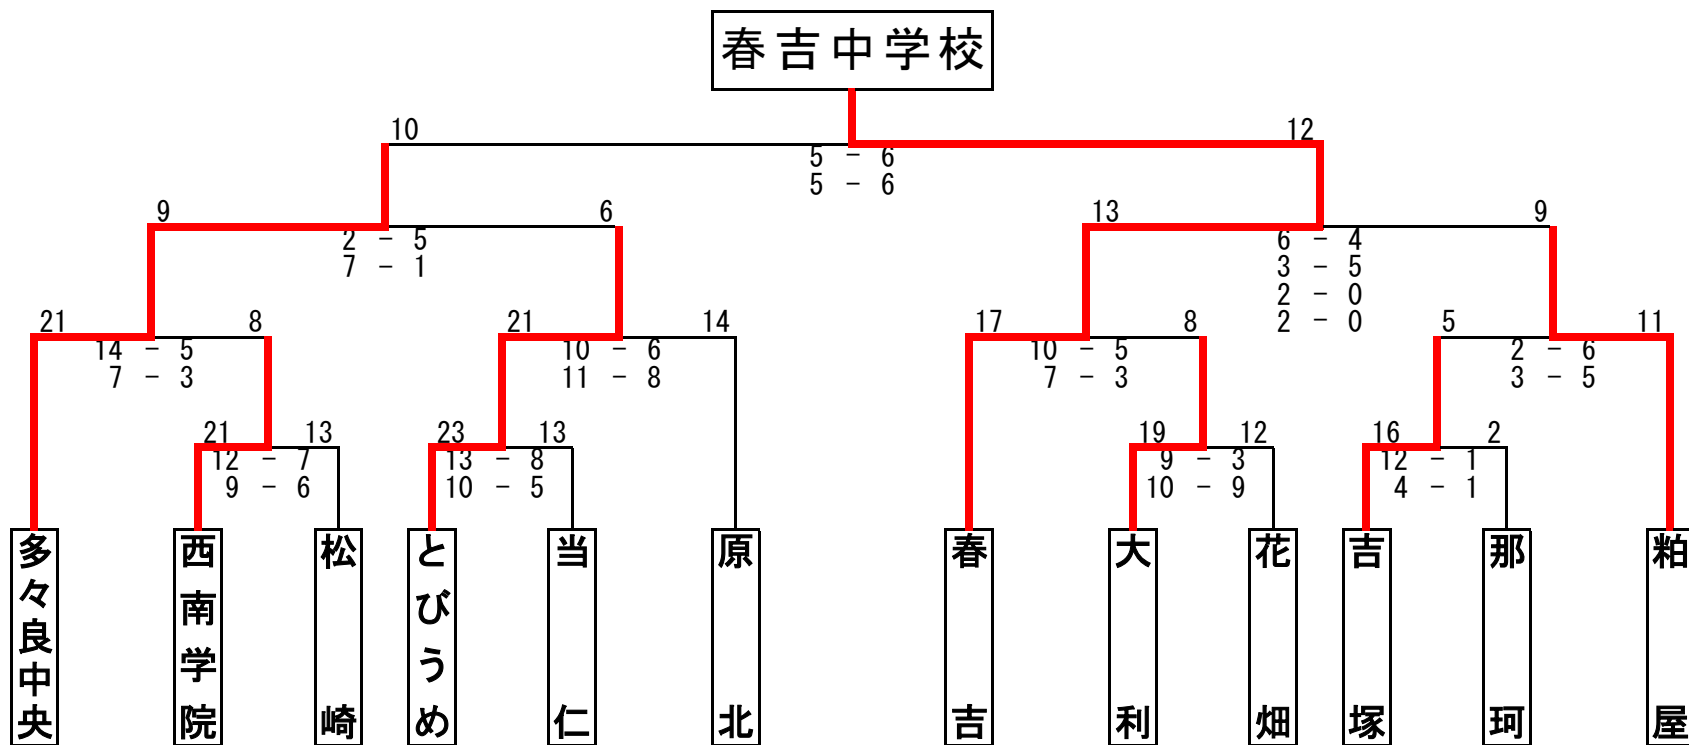 春吉中学校
10 12
5 - 6
5 - 6
9 6 13 9
2 - 5 6 - 4
7 - 1 3 - 5
2 - 0
2 - 0
21 8 21 14 17 8 5 11
14 - 5 10 - 6 10 - 5 2 - 6
7 - 3 11 - 8 7 - 3 3 - 5
21 13 23 13 19 12 16 2
12 - 7 13 - 8 9 - 3 12 - 1
9 - 6 10 - 5 10 - 9 4 - 1
多々良中央
西南学院
松崎
とびうめ
当仁
原北
春吉
大利
花畑
吉塚
那珂
粕屋